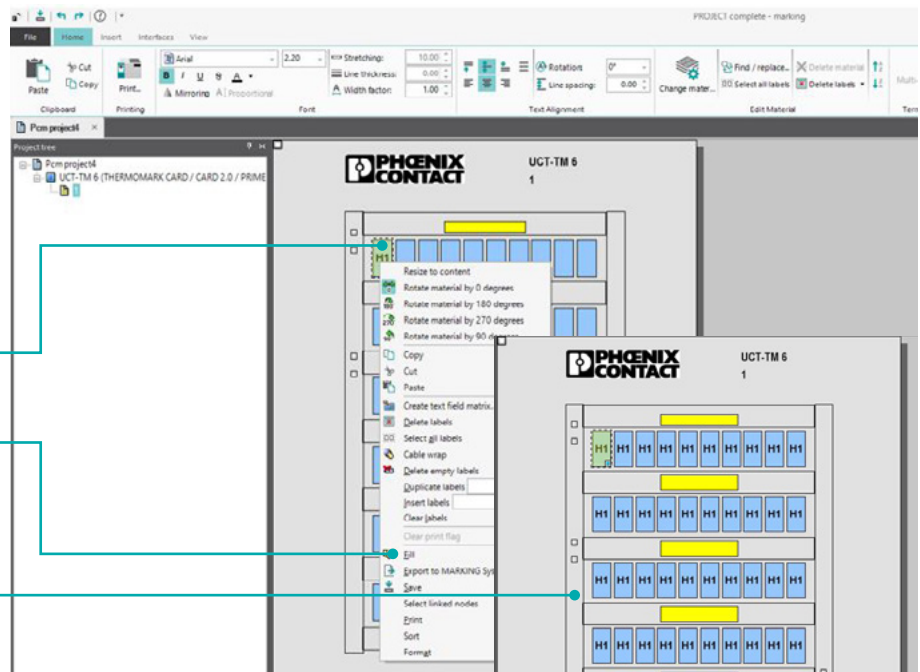 PROJECT complete - marking
File Home Insert Interfaces View
Paste
Cut
Copy
Clipboard
Print...
Printing
Arial 2.20
B I U S A
Mirroring Proportional
Stretching: 10.00
Line thickness: 0.00
Width factor: 1.00
Font
Rotation: 0°
Line spacing: 0.00
Text Alignment
Change mater...
Find / replace... Delete material
Select all labels Delete labels
Edit Material
Multi-
Term
Pcm project4 ×
Project tree
Pcm project4
UCT-TM 6 (THERMOMARK CARD / CARD 2.0 / PRIME
1
PHŒNIX
CONTACT
UCT-TM 6
1
H1
Resize to content
Rotate material by 0 degrees
Rotate material by 180 degrees
Rotate material by 270 degrees
Rotate material by 90 degrees
Copy
Cut
Paste
Create text field matrix.
Delete labels
Select all labels
Cable wrap
Delete empty labels
Duplicate labels
Insert labels
Clear labels
Clear print flag
Fill
Export to MARKING Sys
Save
Select linked nodes
Print
Sort
Format
PHŒNIX
CONTACT
UCT-TM 6
1
H1 H1 H1 H1 H1 H1 H1 H1 H1 H1
H1 H1 H1 H1 H1 H1 H1 H1 H1 H1
H1 H1 H1 H1 H1 H1 H1 H1 H1 H1
H1 H1 H1 H1 H1 H1 H1 H1 H1 H1